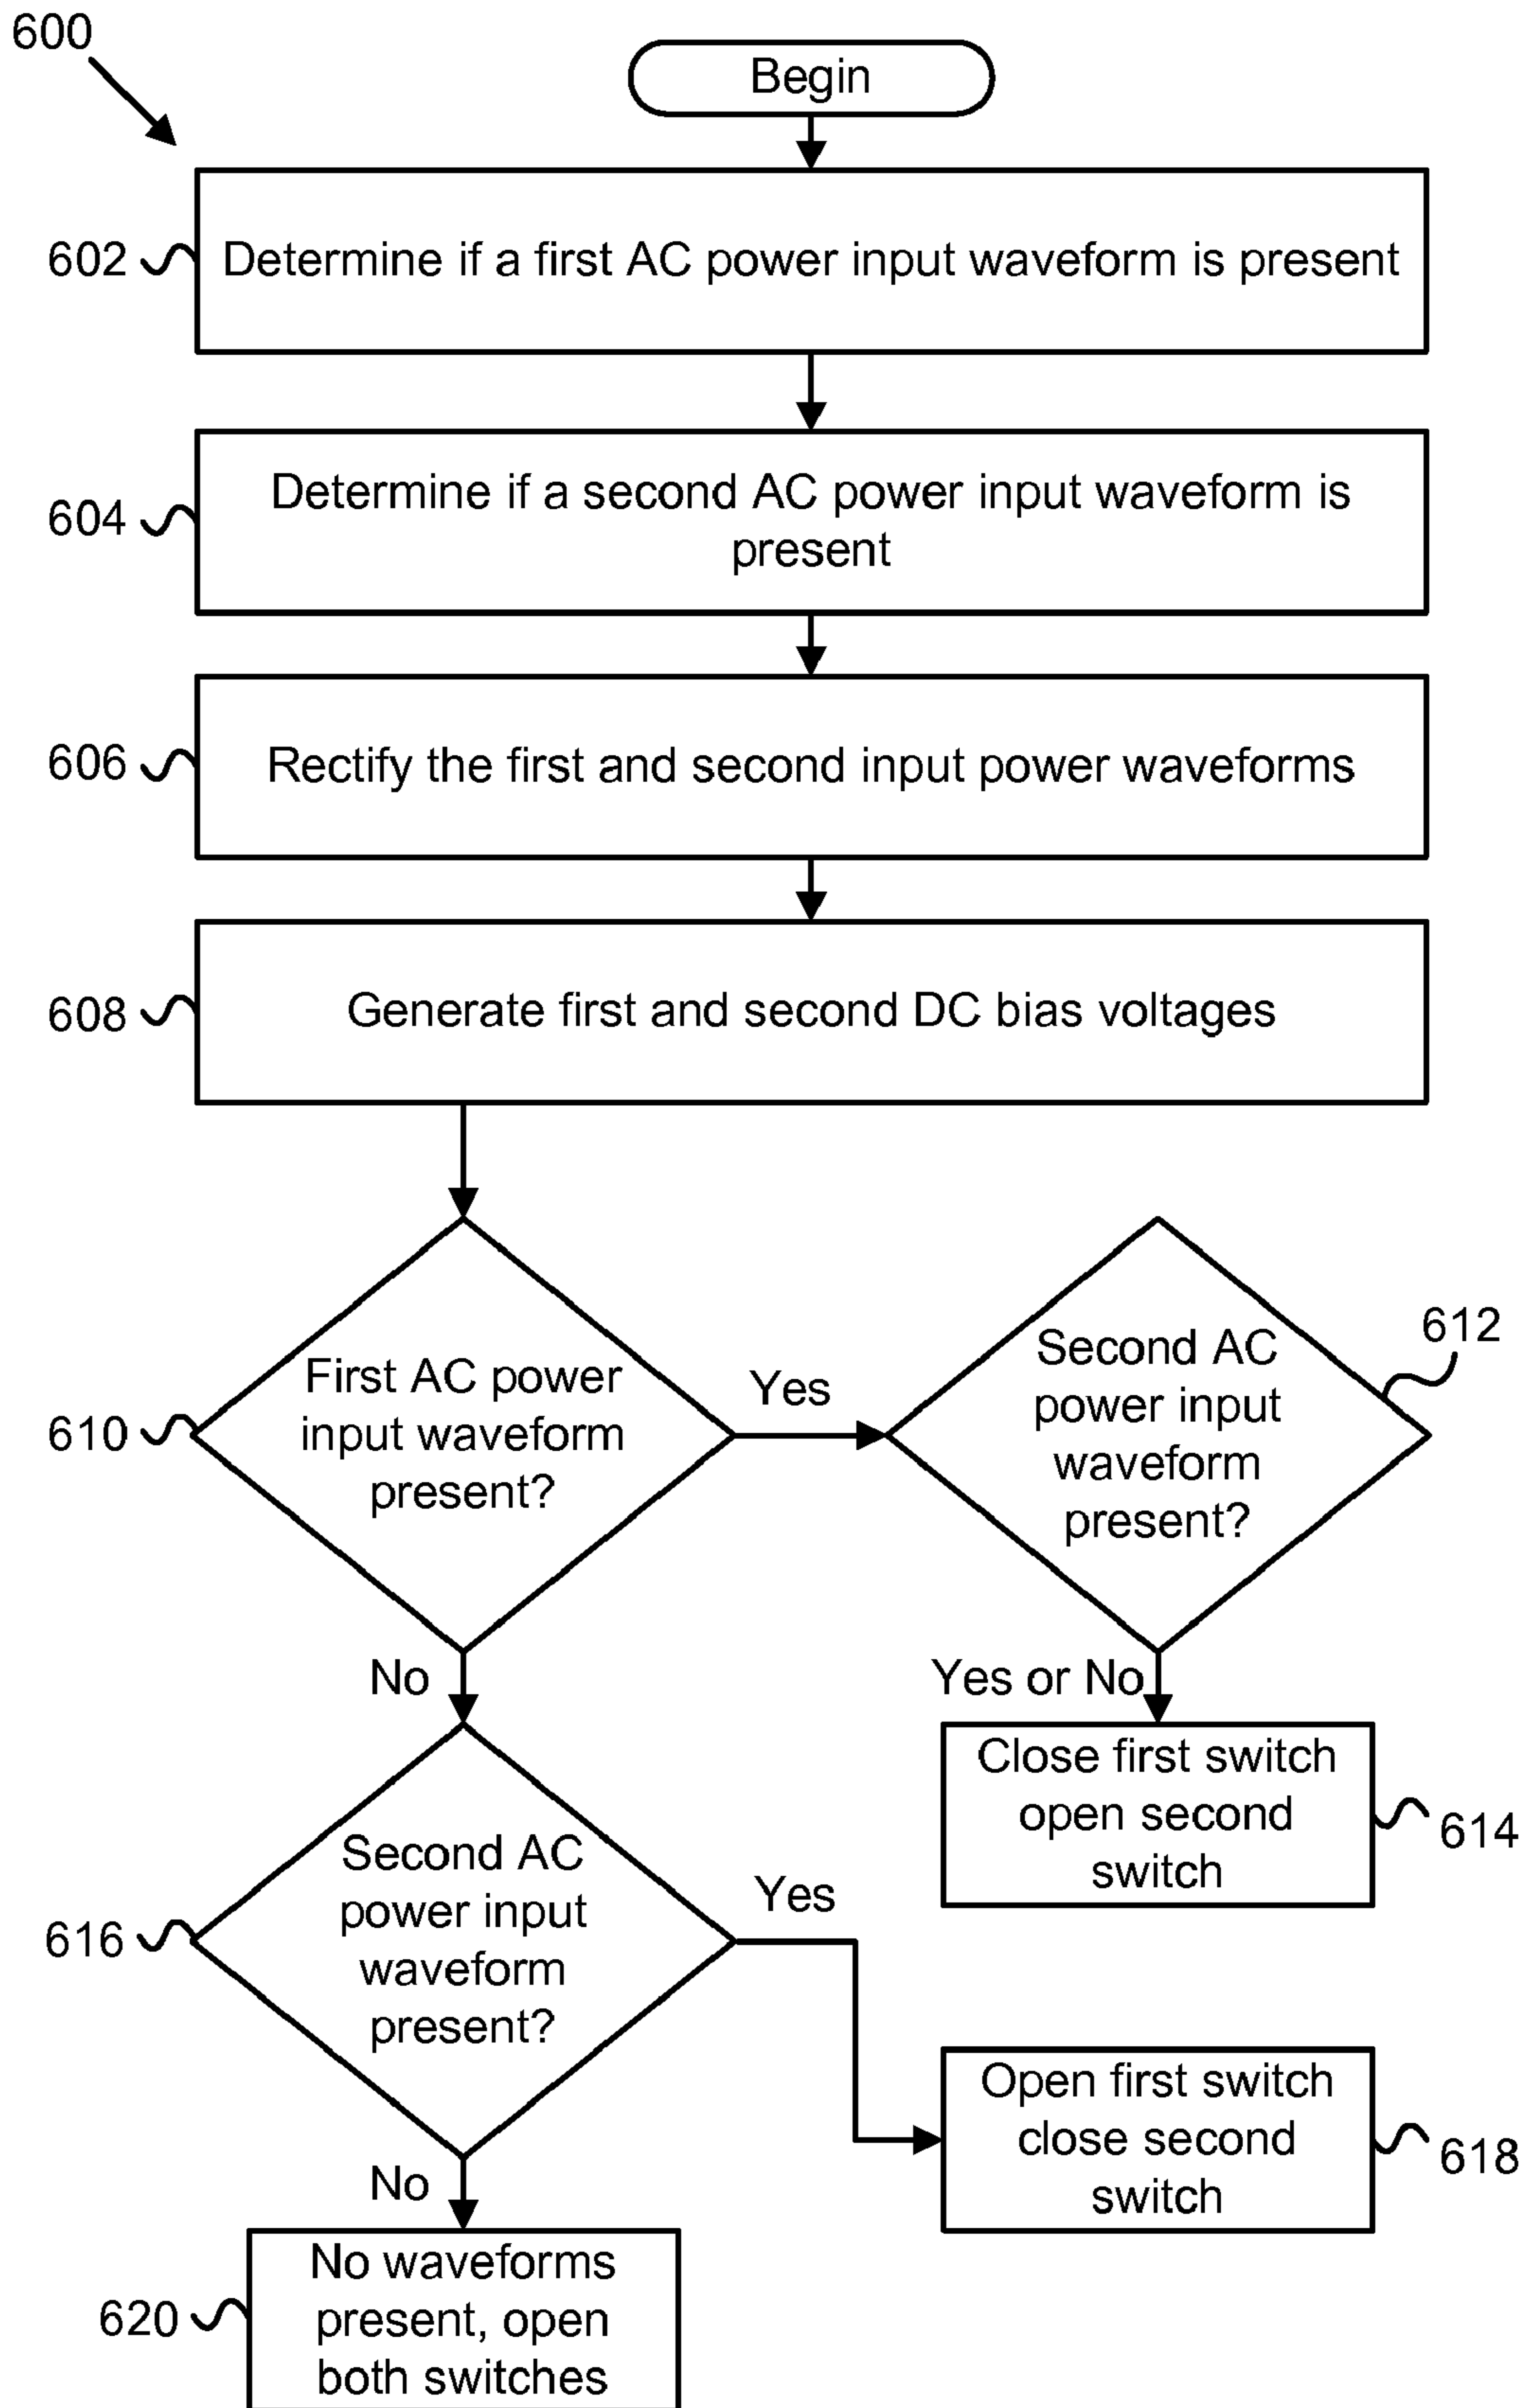 600
Begin
602
Determine if a first AC power input waveform is present
604
Determine if a second AC power input waveform is
present
606
Rectify the first and second input power waveforms
608
Generate first and second DC bias voltages
610
First AC power
input waveform
present?
Yes
612
Second AC
power input
waveform
present?
No
Yes or No
Close first switch
open second
switch
614
616
Second AC
power input
waveform
present?
Yes
Open first switch
close second
switch
618
No
620
No waveforms
present, open
both switches